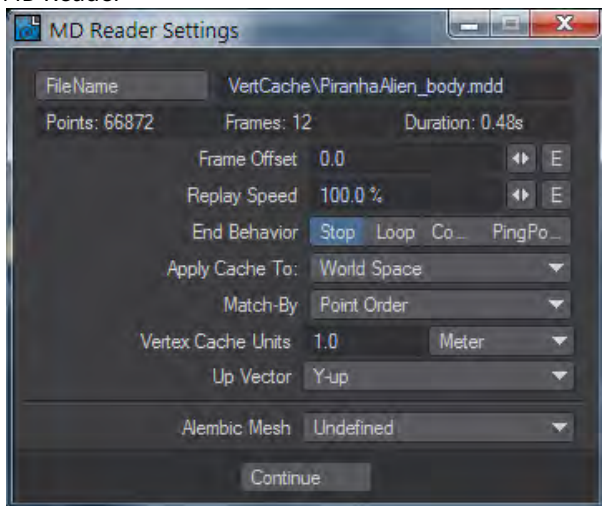 MD Reader
MD Reader Settings
FileName VertCache\PiranhaAlien_body.mdd
Points: 66872 Frames: 12 Duration: 0.48s
Frame Offset 0.0 E
Replay Speed 100.0 % E
End Behavior Stop Loop Co... PingPo...
Apply Cache To: World Space
Match-By Point Order
Vertex Cache Units 1.0 Meter
Up Vector Y-up
Alembic Mesh Undefined
Continue